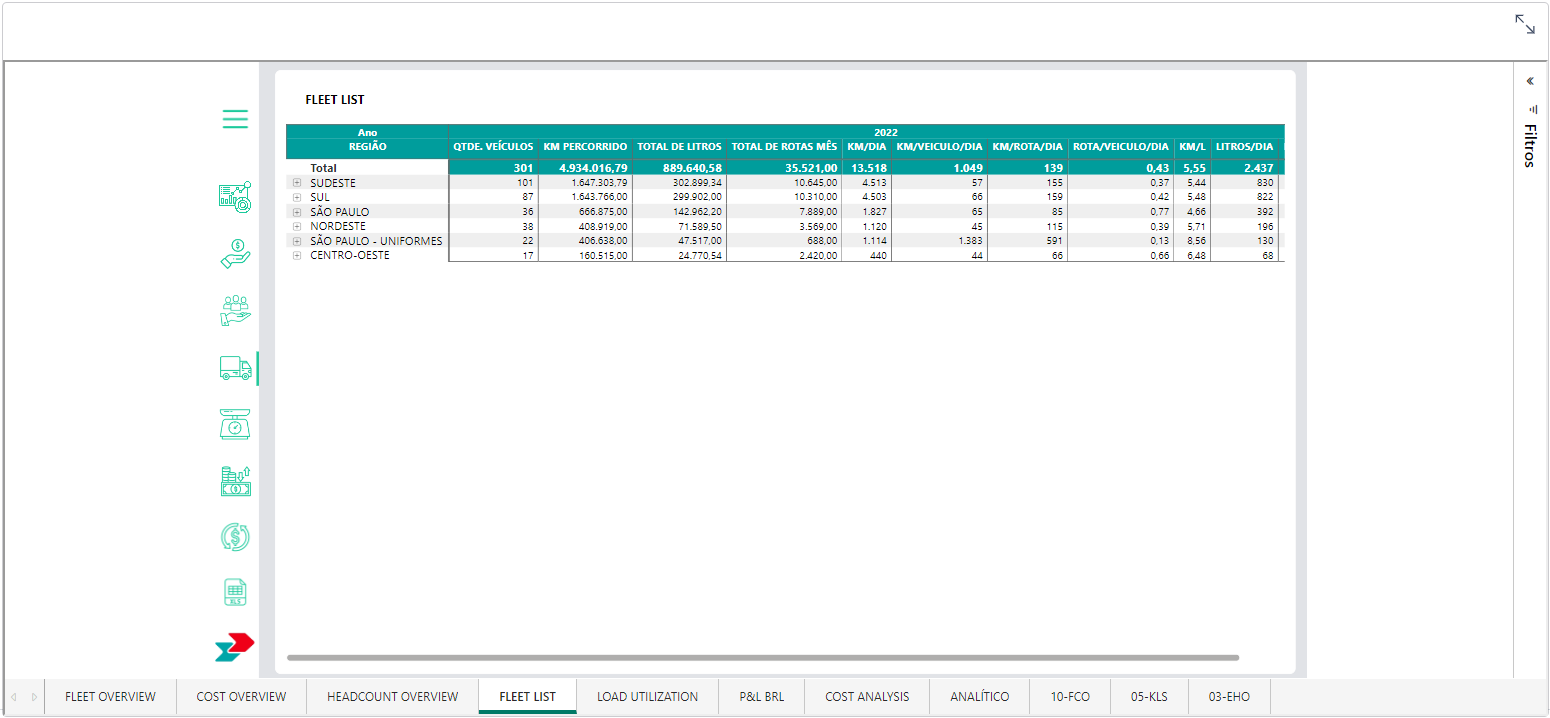 FLEET LIST
Ano 2022
REGIÃO QTDE. VEÍCULOS KM PERCORRIDO TOTAL DE LITROS TOTAL DE ROTAS MÊS KM/DIA KM/VEICULO/DIA KM/ROTA/DIA ROTA/VEICULO/DIA KM/L LITROS/DIA
Total 301 4.934.016,79 889.640,58 35.521,00 13.518 1.049 139 0,43 5,55 2.437
SUDESTE 101 1.647.303,79 302.899,34 10.645,00 4.513 57 155 0,37 5,44 830
SUL 87 1.643.766,00 299.902,00 10.310,00 4.503 66 159 0,42 5,48 822
SÃO PAULO 36 666.875,00 142.962,20 7.889,00 1.827 65 85 0,77 4,66 392
NORDESTE 38 408.919,00 71.589,50 3.569,00 1.120 45 115 0,39 5,71 196
SÃO PAULO - UNIFORMES 22 406.638,00 47.517,00 688,00 1.114 1.383 591 0,13 8,56 130
CENTRO-OESTE 17 160.515,00 24.770,54 2.420,00 440 44 66 0,66 6,48 68
Filtros
XLS
FLEET OVERVIEW COST OVERVIEW HEADCOUNT OVERVIEW FLEET LIST LOAD UTILIZATION P&L BRL COST ANALYSIS ANALÍTICO 10-FCO 05-KLS 03-EHO